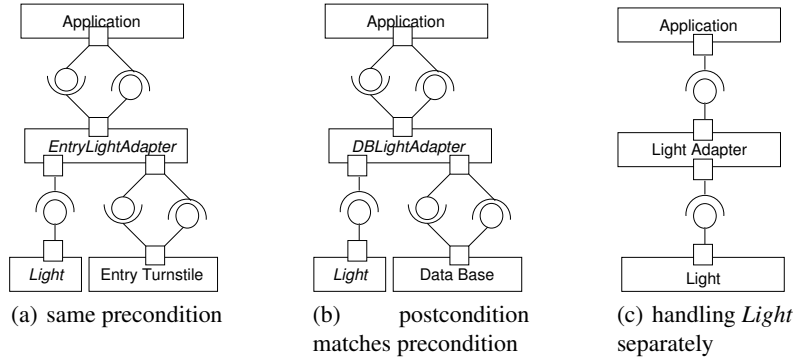 Application
EntryLightAdapter
Light
Entry Turnstile
(a) same precondition
Application
DBLightAdapter
Light
Data Base
(b) postcondition
matches precondition
Application
Light Adapter
Light
(c) handling Light
separately